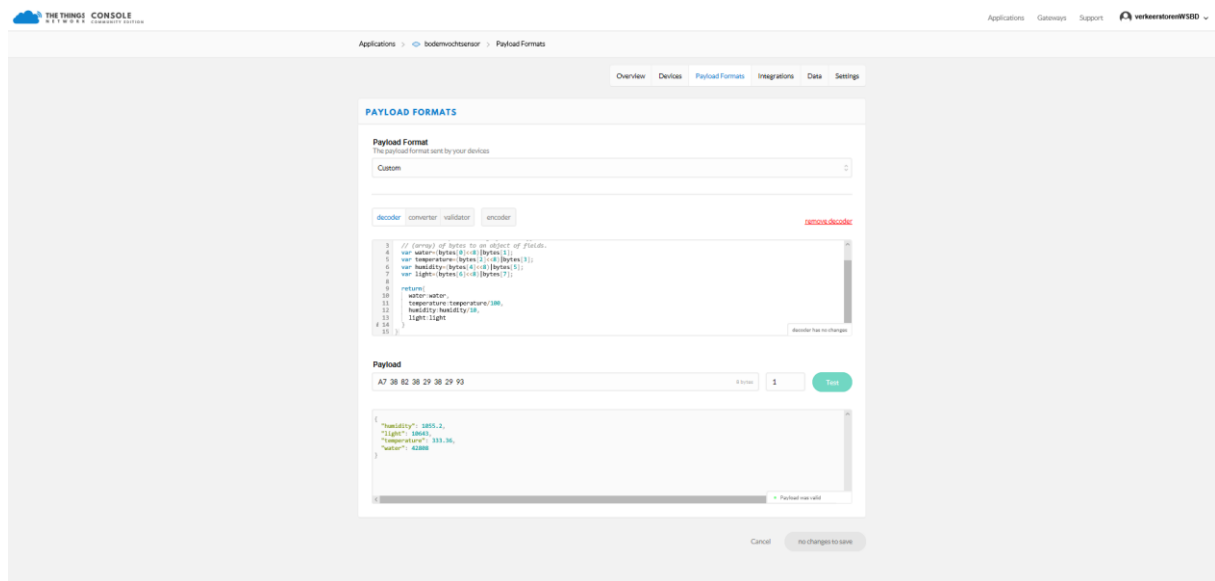 THE THINGS CONSOLE
NETWORK COMMUNITY EDITION
Applications Gateways Support verkeerstorenWSBD
Applications > bodemvochtsensor > Payload Formats
Overview Devices Payload Formats Integrations Data Settings
PAYLOAD FORMATS
Payload Format
The payload format sent by your devices
Custom
decoder converter validator encoder
remove decoder
3 // (array) of bytes to an object of fields.
4 var water=(bytes[0]<<8)|bytes[1];
5 var temperature=(bytes[2]<<8)|bytes[3];
6 var humidity=(bytes[4]<<8)|bytes[5];
7 var light=(bytes[6]<<8)|bytes[7];
8
9 return{
10 water:water,
11 temperature:temperature/100,
12 humidity:humidity/10,
13 light:light
i 14 }
15 }
decoder has no changes
Payload
A7 38 82 38 29 38 29 93 8 bytes 1 Test
{
"humidity": 1055.2,
"light": 10643,
"temperature": 333.36,
"water": 42808
}
Payload was valid
Cancel no changes to save